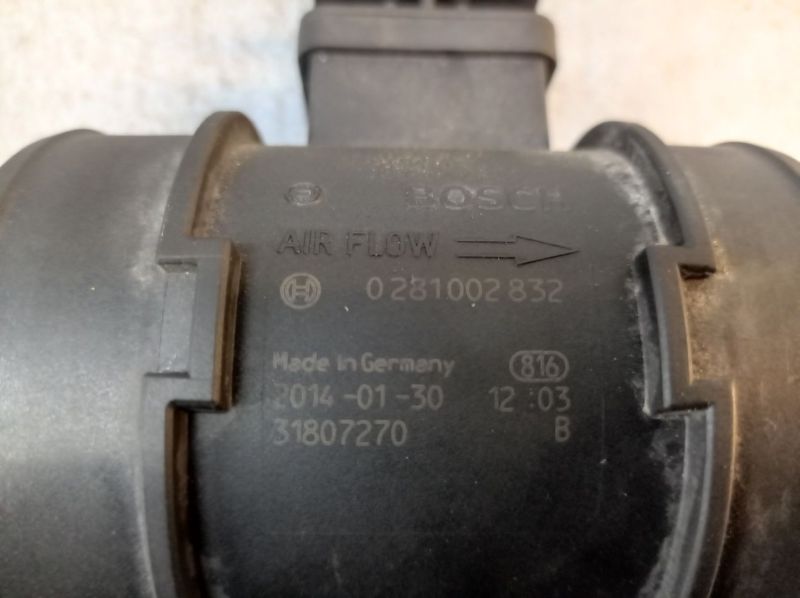 BOSCH
AIR FLOW
0 281 002 832
Made in Germany 816
2014-01-30 12:03
31807270 B